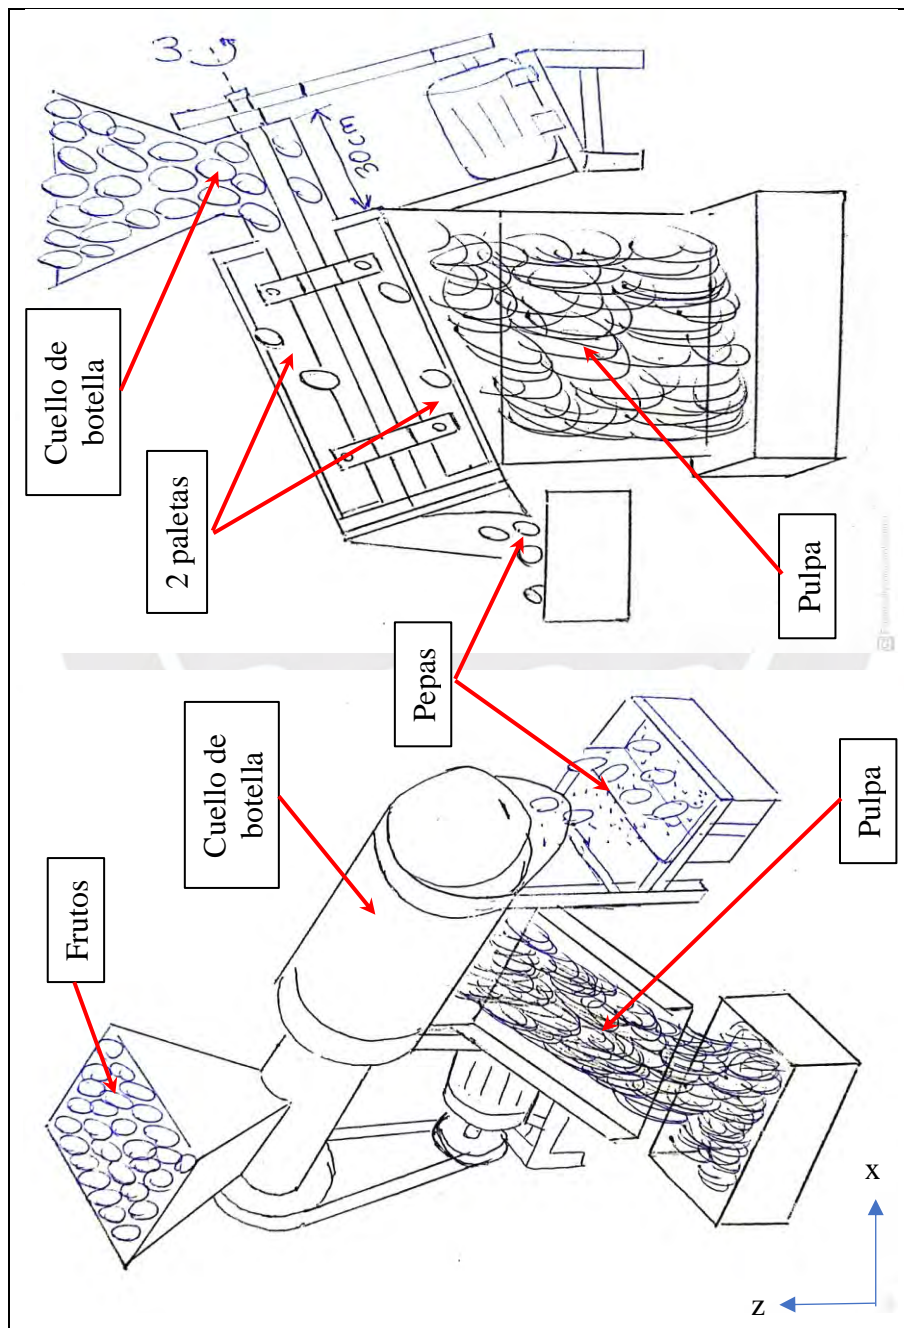 Frutos
Cuello de
botella
Pepas
Pulpa
z
x
Cuello de
botella
2 paletas
ω
30cm
Pulpa